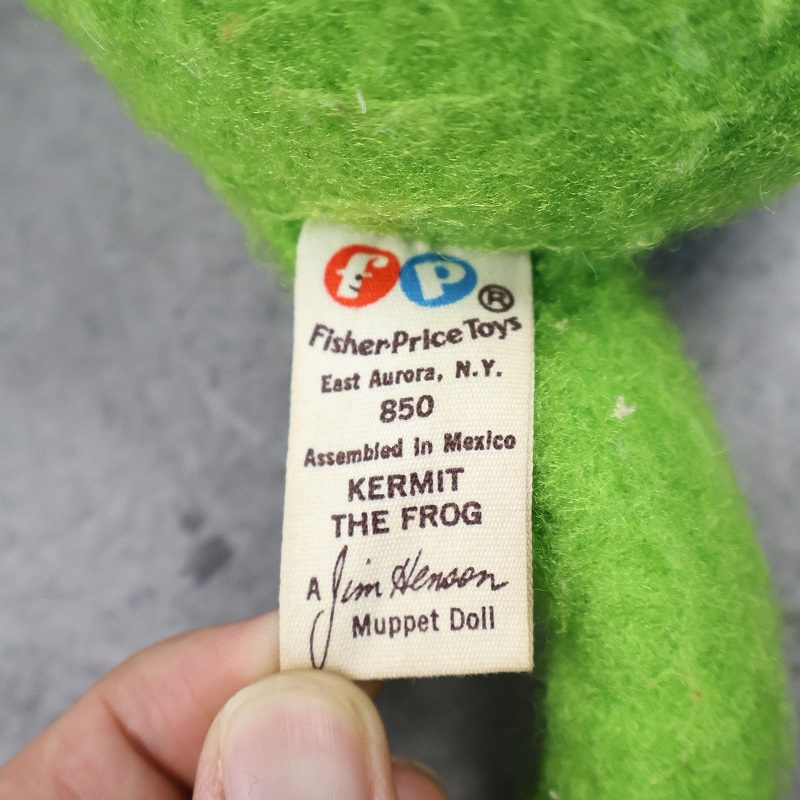 fp ®
Fisher-Price Toys
East Aurora, N.Y.
850
Assembled in Mexico
KERMIT
THE FROG
A Jim Henson
Muppet Doll